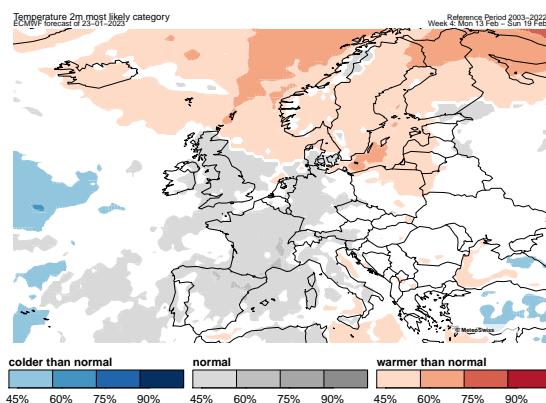 Temperature 2m most likely category
ECMWF forecast of 23−01−2023
Reference Period 2003−2022
Week 4: Mon 13 Feb − Sun 19 Feb
© MeteoSwiss
colder than normal
45% 60% 75% 90%
normal
45% 60% 75% 90%
warmer than normal
45% 60% 75% 90%